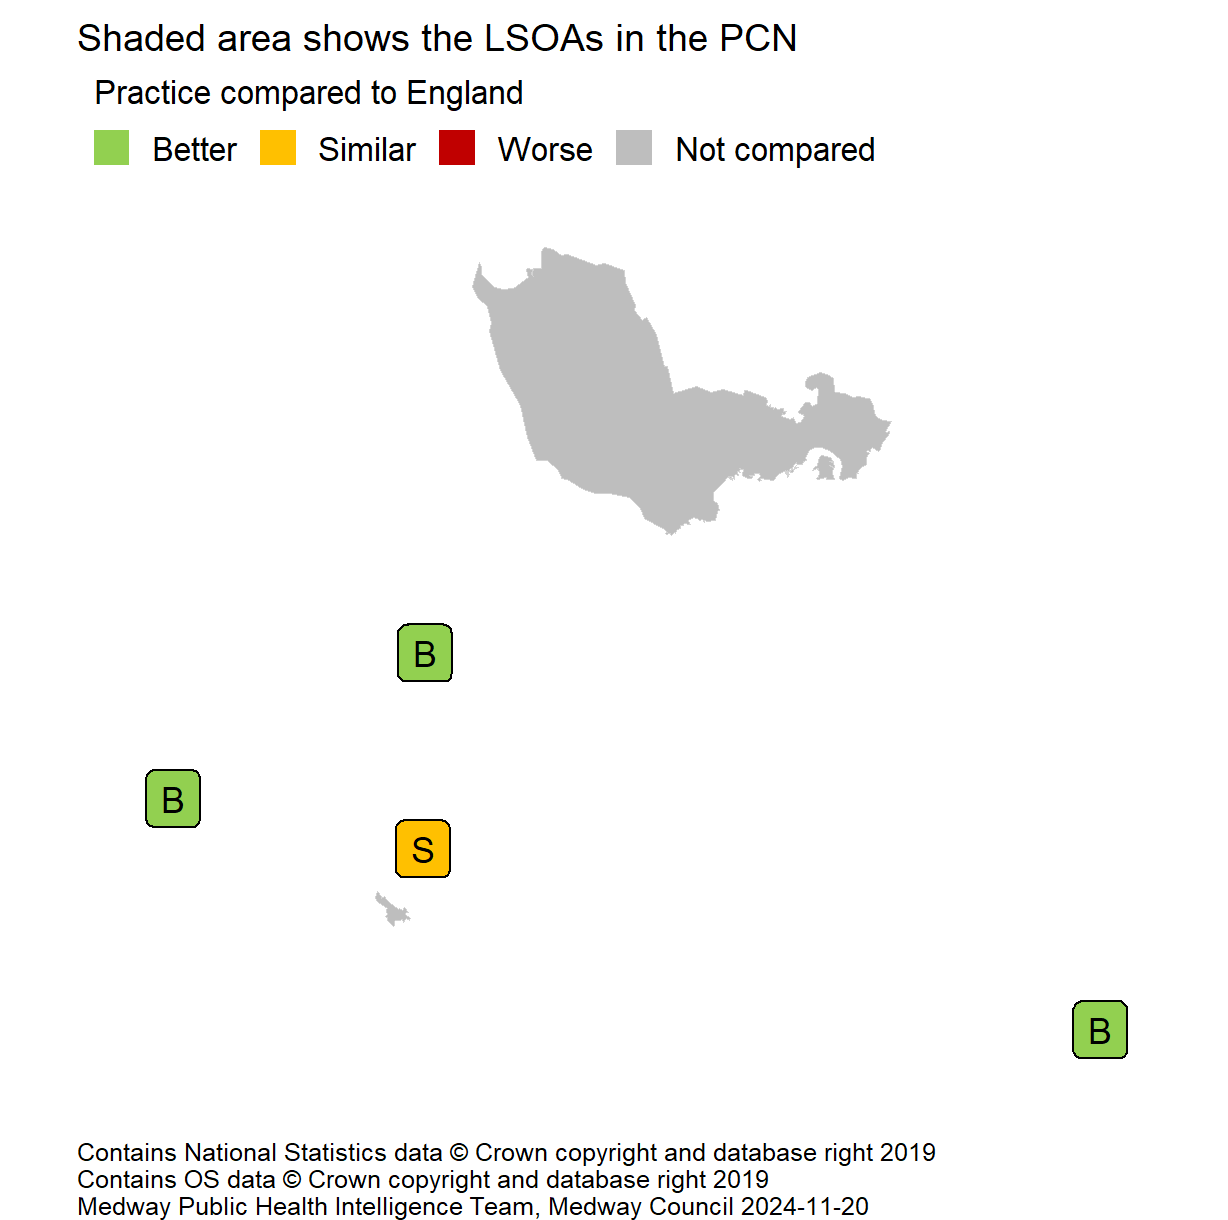 Shaded area shows the LSOAs in the PCN
Practice compared to England
Better Similar Worse Not compared
B
B
S
B
Contains National Statistics data © Crown copyright and database right 2019
Contains OS data © Crown copyright and database right 2019
Medway Public Health Intelligence Team, Medway Council 2024-11-20